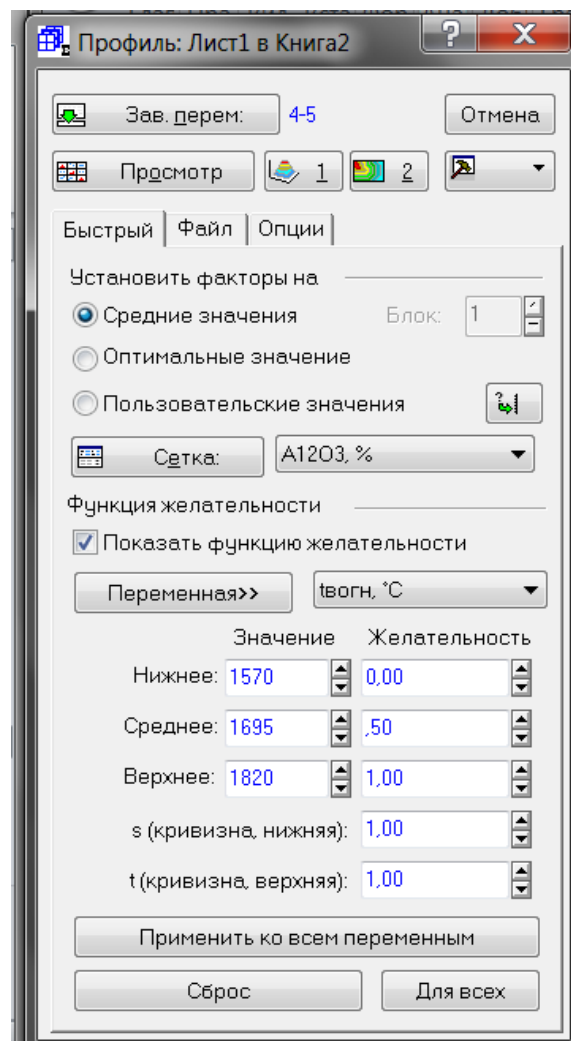 Профиль: Лист1 в Книга2
Зав. перем: 4-5 Отмена
Просмотр 1 2
Быстрый Файл Опции
Установить факторы на
Средние значения Блок: 1
Оптимальные значение
Пользовательские значения
Сетка: A12O3, %
Функция желательности
Показать функцию желательности
Переменная>> tвогн, °C
Значение Желательность
Нижнее: 1570 0,00
Среднее: 1695 ,50
Верхнее: 1820 1,00
s (кривизна, нижняя): 1,00
t (кривизна, верхняя): 1,00
Применить ко всем переменным
Сброс Для всех